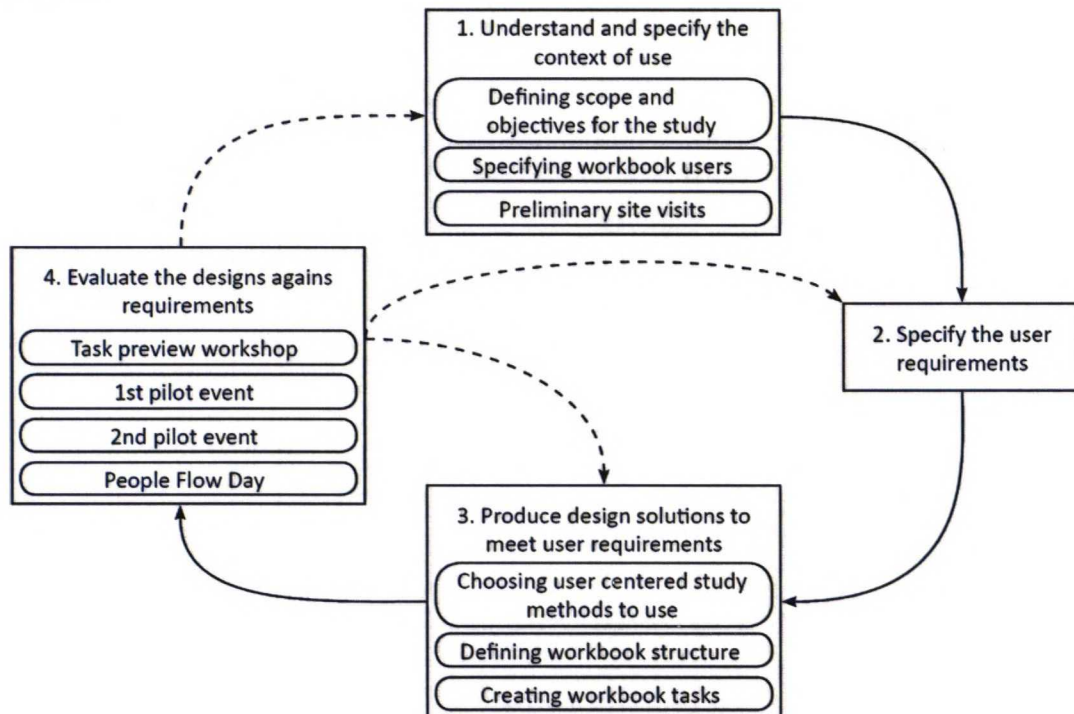 1. Understand and specify the
context of use
Defining scope and
objectives for the study
Specifying workbook users
Preliminary site visits
2. Specify the user
requirements
3. Produce design solutions to
meet user requirements
Choosing user centered study
methods to use
Defining workbook structure
Creating workbook tasks
4. Evaluate the designs agains
requirements
Task preview workshop
1st pilot event
2nd pilot event
People Flow Day